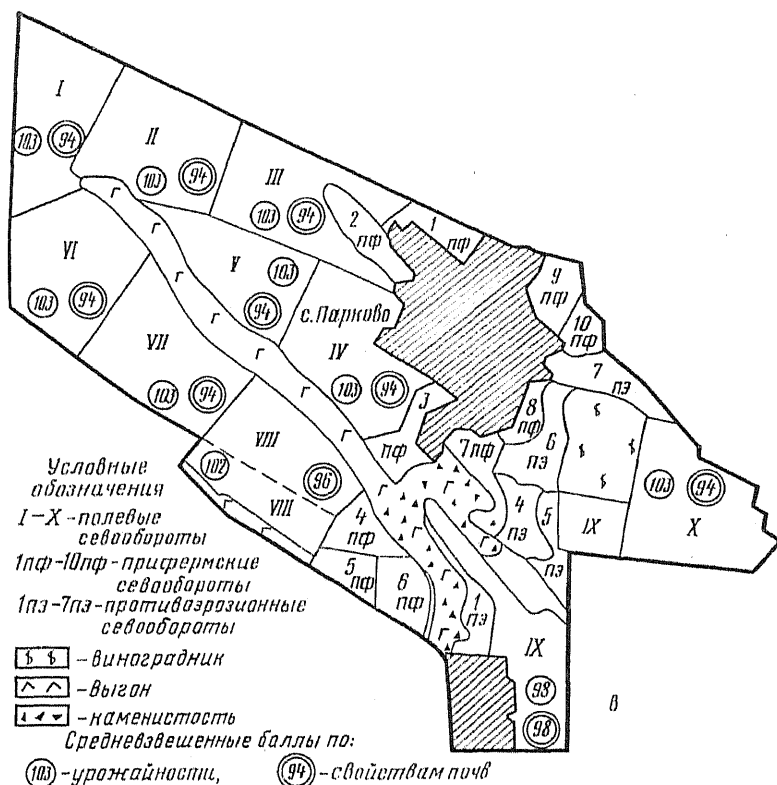 I
103 94
II
103 94
III
103 94
2 пф
1 пф
VI
103 94
V
103
94
9 пф
10 пф
с. Парково
IV
103 94
VII
103 94
7 пэ
3 пф
8 пф
6 пэ
7пф
VIII
102
96
VIII
103 94
X
4 пф
4 пэ
5 пэ
IX
5 пф
6 пф
1 пэ
IX
98
98
в
г г г г г г г г г г г г
Условные
обозначения
I-X - полевые
севообороты
1пф-10пф - прифермские
севообороты
1пэ-7пэ - противоэрозионные
севообороты
- виноградник
- выгон
- каменистость
Средневзвешенные баллы по:
103 - урожайности, 94 - свойствам почв